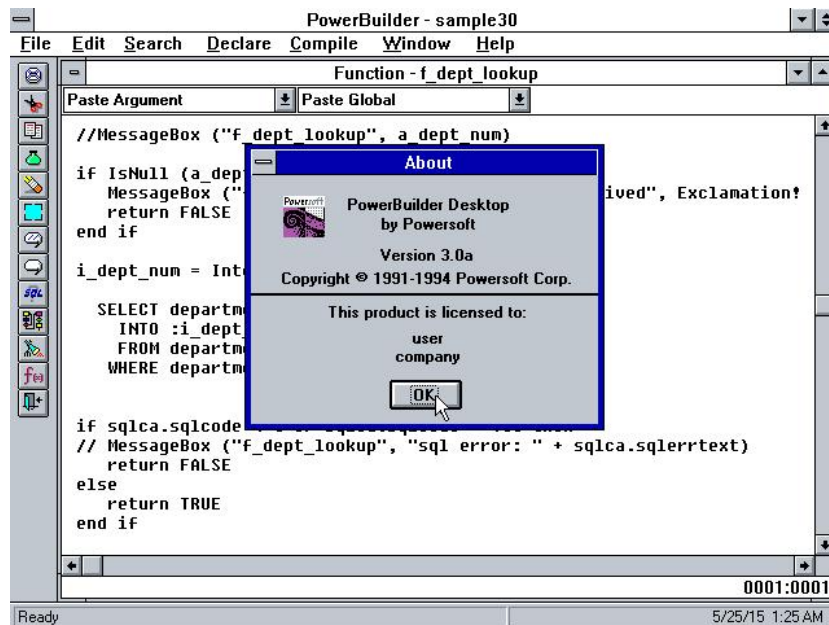 PowerBuilder - sample30
File Edit Search Declare Compile Window Help
Function - f_dept_lookup
Paste Argument Paste Global
//MessageBox ("f_dept_lookup", a_dept_num)
if IsNull (a_dep
MessageBox (" ived", Exclamation!
return FALSE
end if
i_dept_num = Int
SELECT departm
INTO :i_dept_
FROM departm
WHERE departm
if sqlca.sqlcode
// MessageBox ("f_dept_lookup", "sql error: " + sqlca.sqlerrtext)
return FALSE
else
return TRUE
end if
About
Powersoft
PowerBuilder Desktop
by Powersoft
Version 3.0a
Copyright © 1991-1994 Powersoft Corp.
This product is licensed to:
user
company
OK
SQL
0001:0001
Ready 5/25/15 1:25 AM